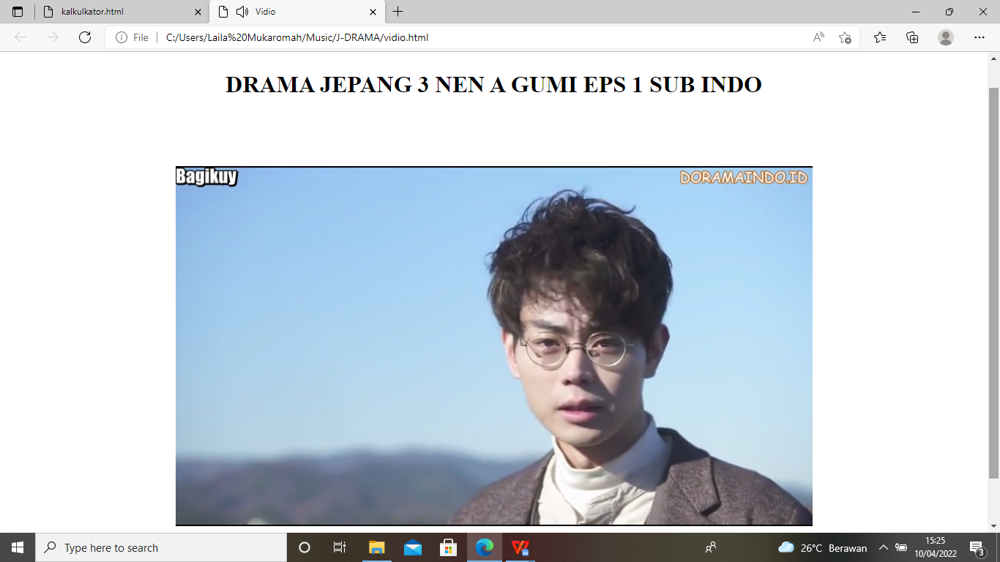 kalkulkator.html
Vidio
File
C:/Users/Laila%20Mukaromah/Music/J-DRAMA/vidio.html
DRAMA JEPANG 3 NEN A GUMI EPS 1 SUB INDO
Bagikuy
DORAMAINDO.ID
Type here to search
26°C Berawan
15:25
10/04/2022
3